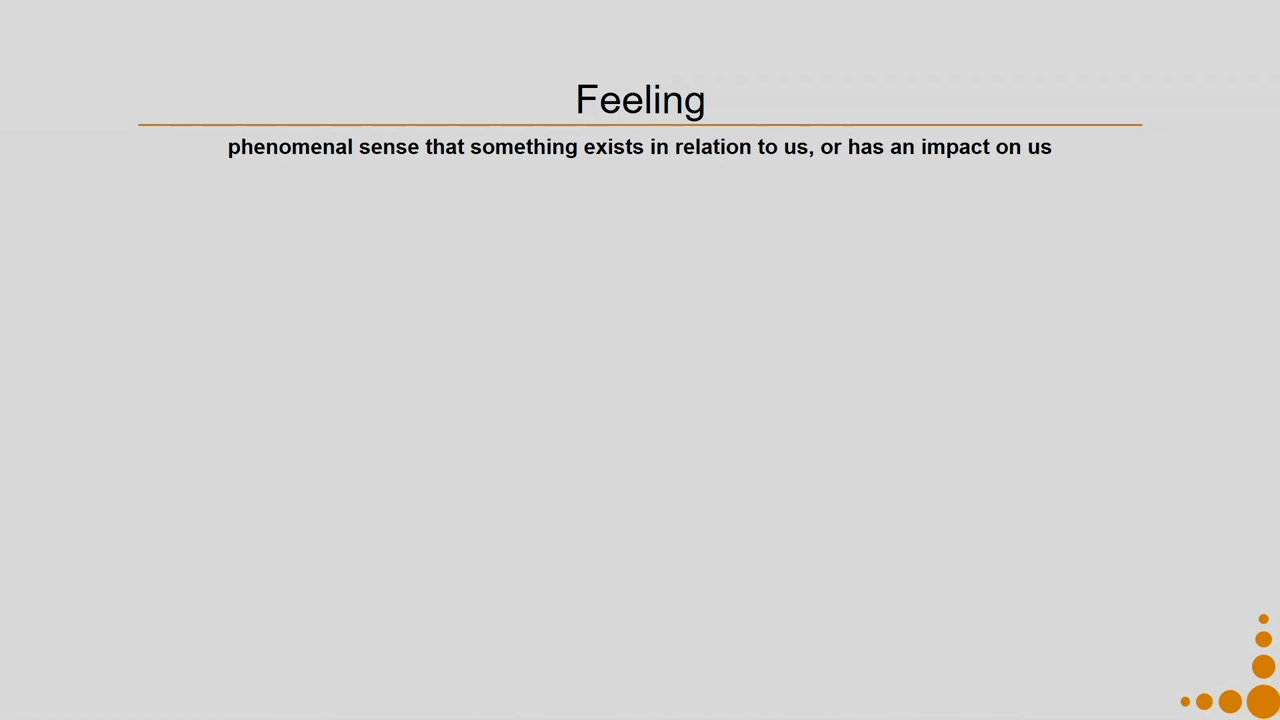 Feeling
phenomenal sense that something exists in relation to us, or has an impact on us